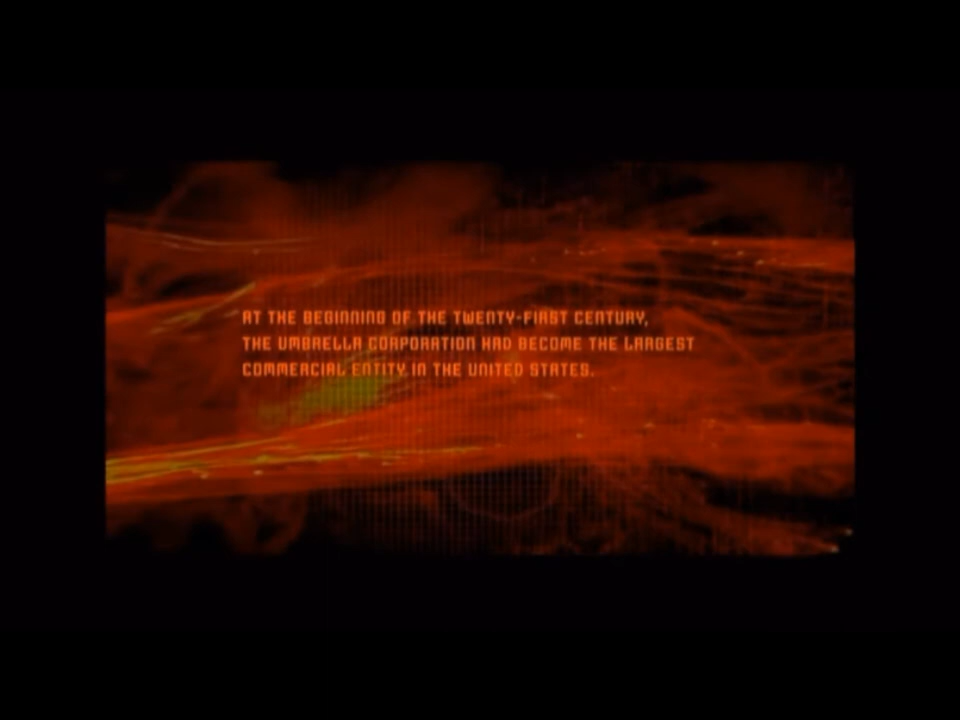 AT THE BEGINNING OF THE TWENTY-FIRST CENTURY,
THE UMBRELLA CORPORATION HAD BECOME THE LARGEST
COMMERCIAL ENTITY IN THE UNITED STATES.